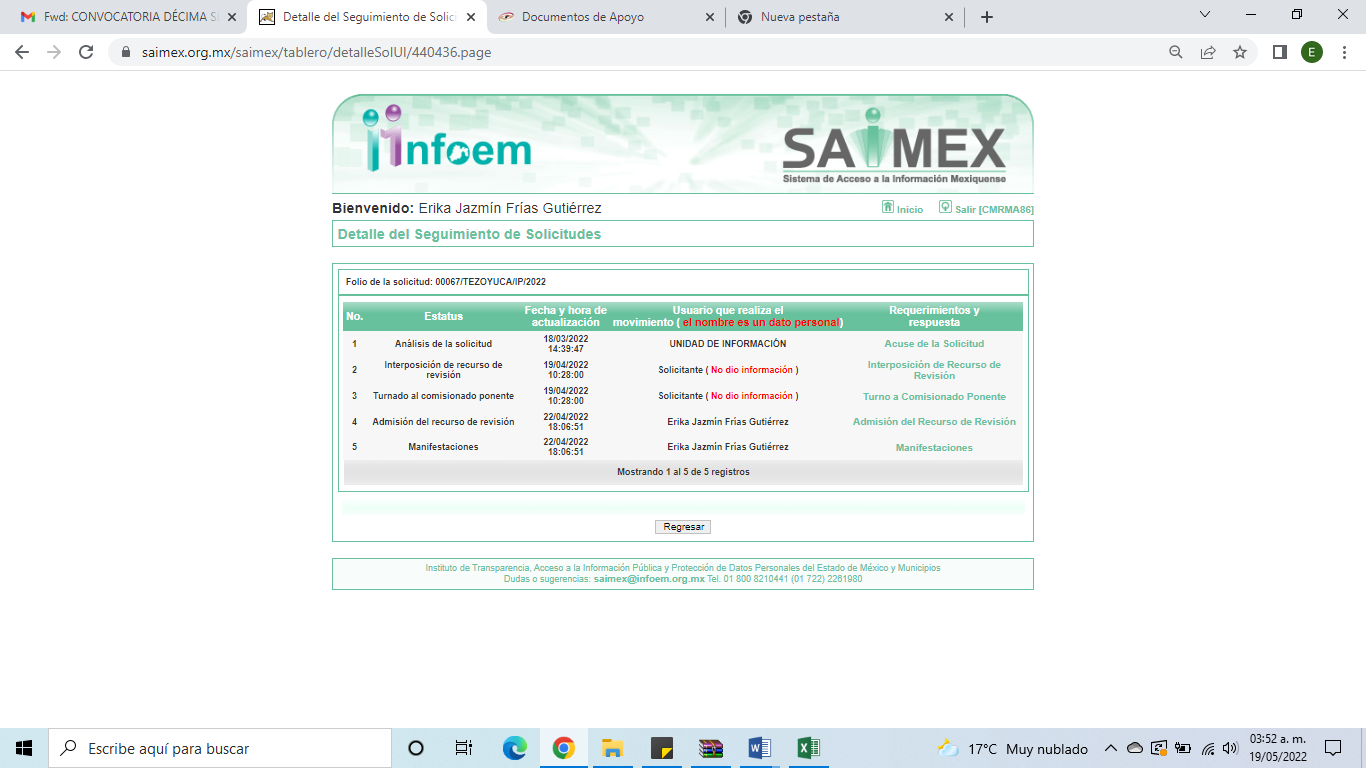 Fwd: CONVOCATORIA DÉCIMA S
Detalle del Seguimiento de Solic
Documentos de Apoyo
Nueva pestaña
saimex.org.mx/saimex/tablero/detalleSolUI/440436.page
E
infoem
SAIMEX
Sistema de Acceso a la Información Mexiquense
Bienvenido: Erika Jazmín Frías Gutiérrez
Inicio
Salir [CMRMA86]
Detalle del Seguimiento de Solicitudes
Folio de la solicitud: 00067/TEZOYUCA/IP/2022
No.
Estatus
Fecha y hora de
actualización
Usuario que realiza el
movimiento ( el nombre es un dato personal)
Requerimientos y
respuesta
1
Análisis de la solicitud
18/03/2022
14:39:47
UNIDAD DE INFORMACIÓN
Acuse de la Solicitud
2
Interposición de recurso de
revisión
19/04/2022
10:28:00
Solicitante ( No dio información )
Interposición de Recurso de
Revisión
3
Turnado al comisionado ponente
19/04/2022
10:28:00
Solicitante ( No dio información )
Turno a Comisionado Ponente
4
Admisión del recurso de revisión
22/04/2022
18:06:51
Erika Jazmín Frías Gutiérrez
Admisión del Recurso de Revisión
5
Manifestaciones
22/04/2022
18:06:51
Erika Jazmín Frías Gutiérrez
Manifestaciones
Mostrando 1 al 5 de 5 registros
Regresar
Instituto de Transparencia, Acceso a la Información Pública y Protección de Datos Personales del Estado de México y Municipios
Dudas o sugerencias: saimex@infoem.org.mx Tel. 01 800 8210441 (01 722) 2261980
Escribe aquí para buscar
17°C Muy nublado
03:52 a. m.
19/05/2022